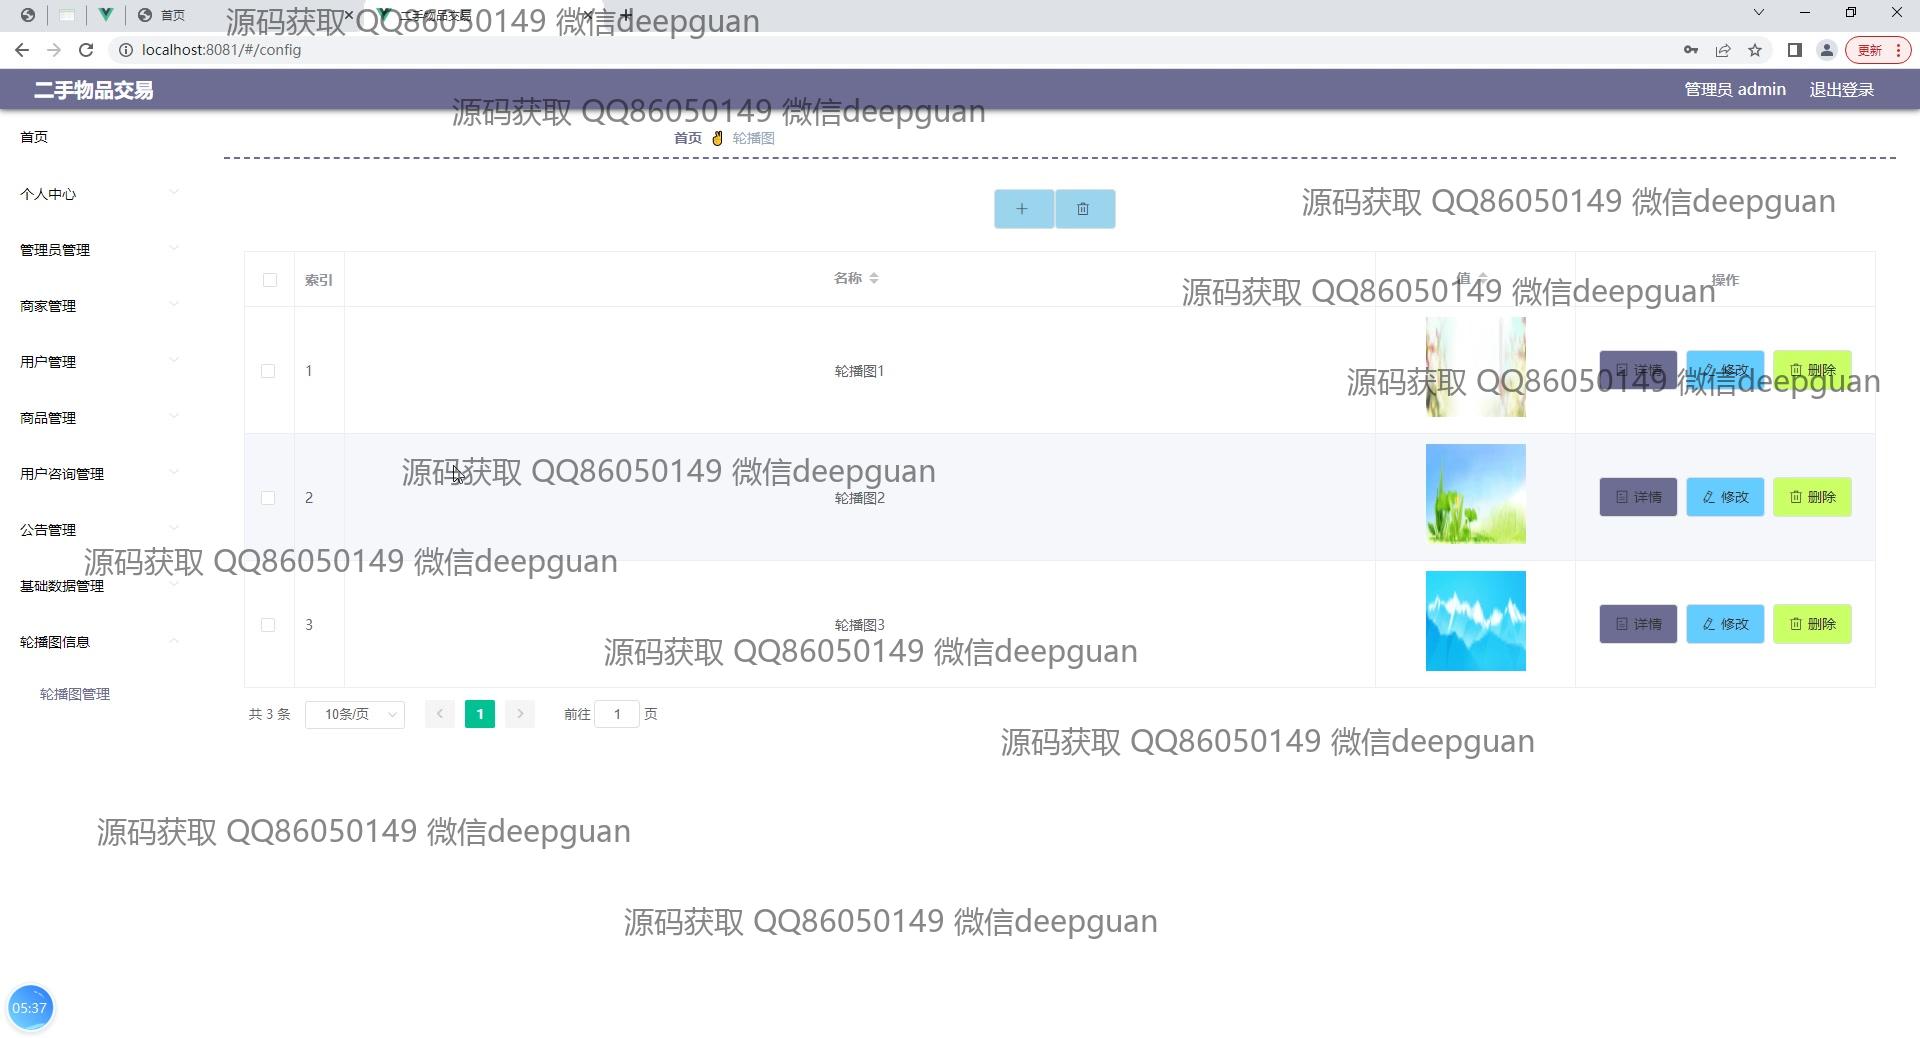 首页
二手物品交易
源码获取 QQ86050149 微信deepguan
localhost:8081/#/config
更新
二手物品交易
管理员 admin
退出登录
源码获取 QQ86050149 微信deepguan
首页
首页
轮播图
个人中心
源码获取 QQ86050149 微信deepguan
管理员管理
索引
名称
值
操作
源码获取 QQ86050149 微信deepguan
商家管理
用户管理
1
轮播图1
详情
修改
删除
源码获取 QQ86050149 微信deepguan
商品管理
用户咨询管理
源码获取 QQ86050149 微信deepguan
2
轮播图2
详情
修改
删除
公告管理
源码获取 QQ86050149 微信deepguan
基础数据管理
3
轮播图3
详情
修改
删除
轮播图信息
源码获取 QQ86050149 微信deepguan
轮播图管理
共 3 条
10条/页
1
前往
1
页
源码获取 QQ86050149 微信deepguan
源码获取 QQ86050149 微信deepguan
源码获取 QQ86050149 微信deepguan
05:37